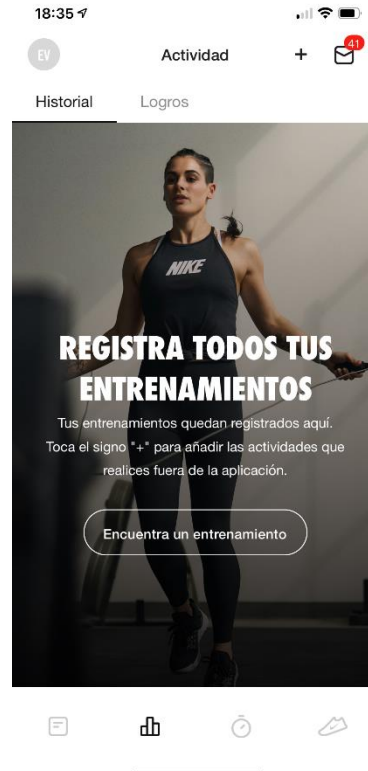 18:35
EV
Actividad
+
41
Historial
Logros
NIKE
REGISTRA TODOS TUS
ENTRENAMIENTOS
Tus entrenamientos quedan registrados aquí.
Toca el signo "+" para añadir las actividades que
realices fuera de la aplicación.
Encuentra un entrenamiento